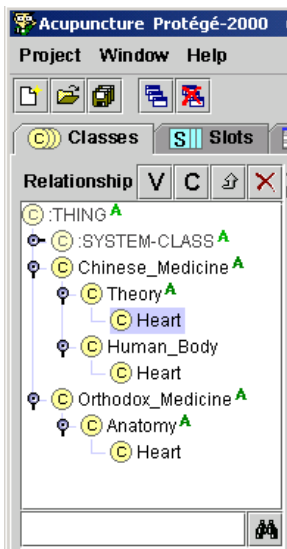 Acupuncture Protégé-2000
Project Window Help
C Classes S Slots
Relationship V C
C :THING A
C :SYSTEM-CLASS A
C Chinese_Medicine A
C Theory A
C Heart
C Human_Body
C Heart
C Orthodox_Medicine A
C Anatomy A
C Heart